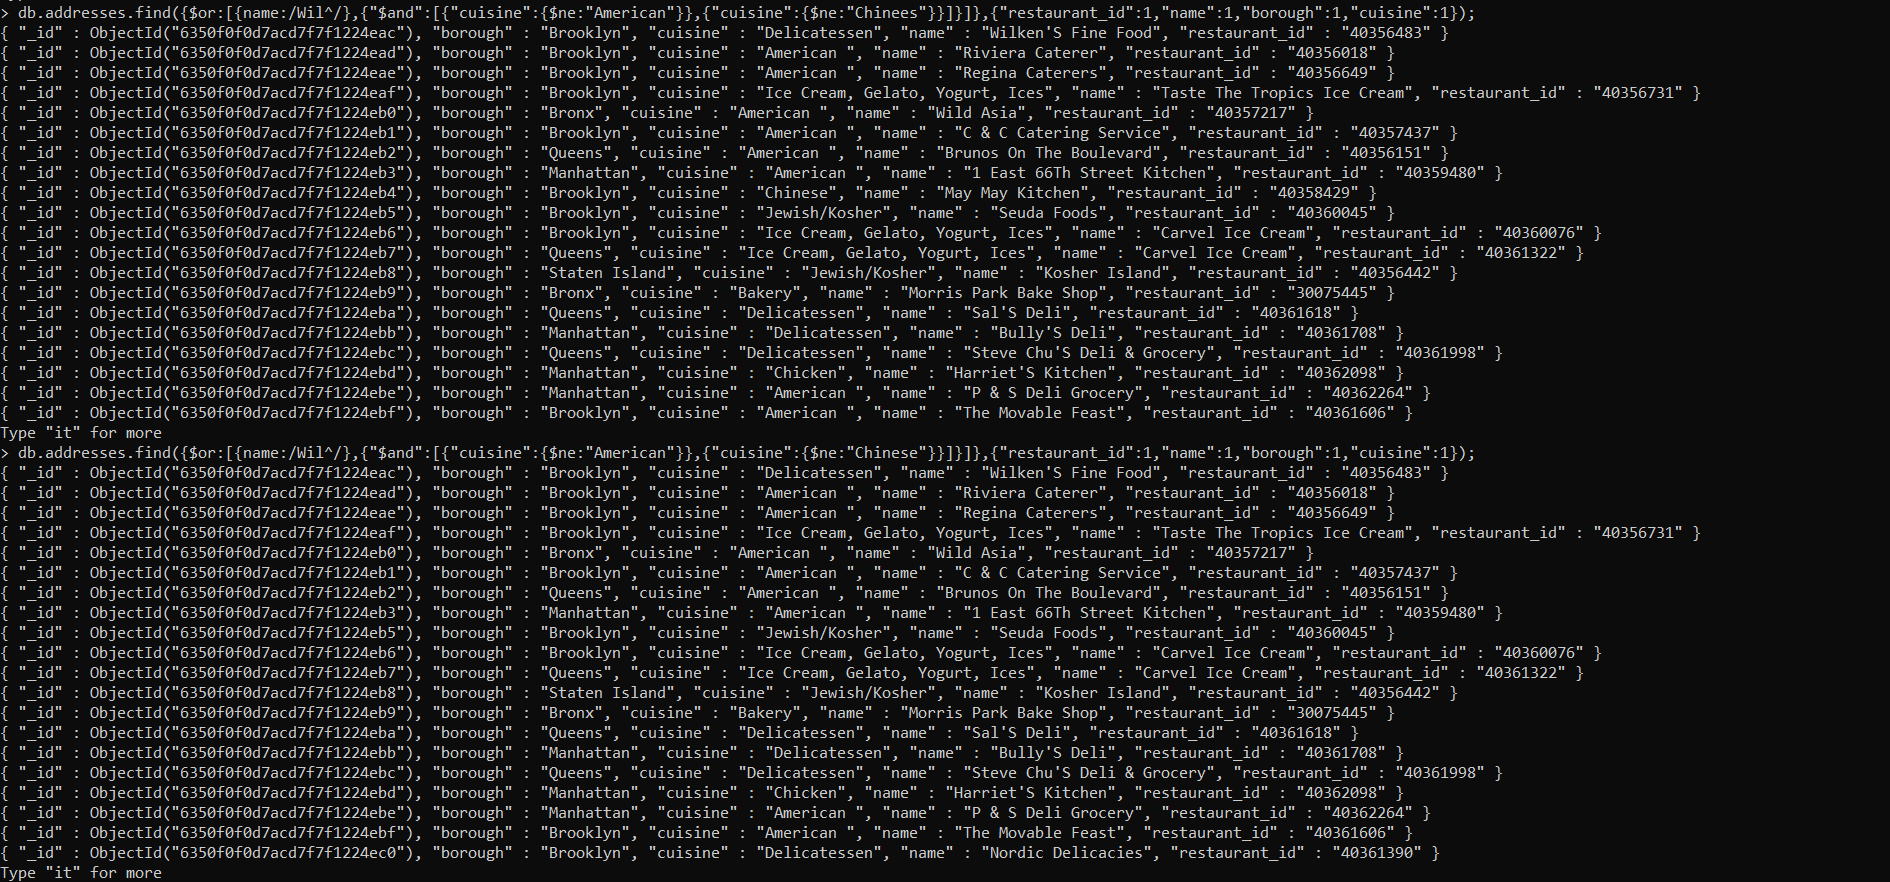 > db.addresses.find({$or:[{name:/Wil^/},{"$and":[{"cuisine":{$ne:"American"}},{"cuisine":{$ne:"Chinees"}}]}]},{"restaurant_id":1,"name":1,"borough":1,"cuisine":1});
{ "_id" : ObjectId("6350f0f0d7acd7f7f1224eac"), "borough" : "Brooklyn", "cuisine" : "Delicatessen", "name" : "Wilken'S Fine Food", "restaurant_id" : "40356483" }
{ "_id" : ObjectId("6350f0f0d7acd7f7f1224ead"), "borough" : "Brooklyn", "cuisine" : "American ", "name" : "Riviera Caterer", "restaurant_id" : "40356018" }
{ "_id" : ObjectId("6350f0f0d7acd7f7f1224eae"), "borough" : "Brooklyn", "cuisine" : "American ", "name" : "Regina Caterers", "restaurant_id" : "40356649" }
{ "_id" : ObjectId("6350f0f0d7acd7f7f1224eaf"), "borough" : "Brooklyn", "cuisine" : "Ice Cream, Gelato, Yogurt, Ices", "name" : "Taste The Tropics Ice Cream", "restaurant_id" : "40356731" }
{ "_id" : ObjectId("6350f0f0d7acd7f7f1224eb0"), "borough" : "Bronx", "cuisine" : "American ", "name" : "Wild Asia", "restaurant_id" : "40357217" }
{ "_id" : ObjectId("6350f0f0d7acd7f7f1224eb1"), "borough" : "Brooklyn", "cuisine" : "American ", "name" : "C & C Catering Service", "restaurant_id" : "40357437" }
{ "_id" : ObjectId("6350f0f0d7acd7f7f1224eb2"), "borough" : "Queens", "cuisine" : "American ", "name" : "Brunos On The Boulevard", "restaurant_id" : "40356151" }
{ "_id" : ObjectId("6350f0f0d7acd7f7f1224eb3"), "borough" : "Manhattan", "cuisine" : "American ", "name" : "1 East 66Th Street Kitchen", "restaurant_id" : "40359480" }
{ "_id" : ObjectId("6350f0f0d7acd7f7f1224eb4"), "borough" : "Brooklyn", "cuisine" : "Chinese", "name" : "May May Kitchen", "restaurant_id" : "40358429" }
{ "_id" : ObjectId("6350f0f0d7acd7f7f1224eb5"), "borough" : "Brooklyn", "cuisine" : "Jewish/Kosher", "name" : "Seuda Foods", "restaurant_id" : "40360045" }
{ "_id" : ObjectId("6350f0f0d7acd7f7f1224eb6"), "borough" : "Brooklyn", "cuisine" : "Ice Cream, Gelato, Yogurt, Ices", "name" : "Carvel Ice Cream", "restaurant_id" : "40360076" }
{ "_id" : ObjectId("6350f0f0d7acd7f7f1224eb7"), "borough" : "Queens", "cuisine" : "Ice Cream, Gelato, Yogurt, Ices", "name" : "Carvel Ice Cream", "restaurant_id" : "40361322" }
{ "_id" : ObjectId("6350f0f0d7acd7f7f1224eb8"), "borough" : "Staten Island", "cuisine" : "Jewish/Kosher", "name" : "Kosher Island", "restaurant_id" : "40356442" }
{ "_id" : ObjectId("6350f0f0d7acd7f7f1224eb9"), "borough" : "Bronx", "cuisine" : "Bakery", "name" : "Morris Park Bake Shop", "restaurant_id" : "30075445" }
{ "_id" : ObjectId("6350f0f0d7acd7f7f1224eba"), "borough" : "Queens", "cuisine" : "Delicatessen", "name" : "Sal'S Deli", "restaurant_id" : "40361618" }
{ "_id" : ObjectId("6350f0f0d7acd7f7f1224ebb"), "borough" : "Manhattan", "cuisine" : "Delicatessen", "name" : "Bully'S Deli", "restaurant_id" : "40361708" }
{ "_id" : ObjectId("6350f0f0d7acd7f7f1224ebc"), "borough" : "Queens", "cuisine" : "Delicatessen", "name" : "Steve Chu'S Deli & Grocery", "restaurant_id" : "40361998" }
{ "_id" : ObjectId("6350f0f0d7acd7f7f1224ebd"), "borough" : "Manhattan", "cuisine" : "Chicken", "name" : "Harriet'S Kitchen", "restaurant_id" : "40362098" }
{ "_id" : ObjectId("6350f0f0d7acd7f7f1224ebe"), "borough" : "Manhattan", "cuisine" : "American ", "name" : "P & S Deli Grocery", "restaurant_id" : "40362264" }
{ "_id" : ObjectId("6350f0f0d7acd7f7f1224ebf"), "borough" : "Brooklyn", "cuisine" : "American ", "name" : "The Movable Feast", "restaurant_id" : "40361606" }
Type "it" for more
> db.addresses.find({$or:[{name:/Wil^/},{"$and":[{"cuisine":{$ne:"American"}},{"cuisine":{$ne:"Chinese"}}]}]},{"restaurant_id":1,"name":1,"borough":1,"cuisine":1});
{ "_id" : ObjectId("6350f0f0d7acd7f7f1224eac"), "borough" : "Brooklyn", "cuisine" : "Delicatessen", "name" : "Wilken'S Fine Food", "restaurant_id" : "40356483" }
{ "_id" : ObjectId("6350f0f0d7acd7f7f1224ead"), "borough" : "Brooklyn", "cuisine" : "American ", "name" : "Riviera Caterer", "restaurant_id" : "40356018" }
{ "_id" : ObjectId("6350f0f0d7acd7f7f1224eae"), "borough" : "Brooklyn", "cuisine" : "American ", "name" : "Regina Caterers", "restaurant_id" : "40356649" }
{ "_id" : ObjectId("6350f0f0d7acd7f7f1224eaf"), "borough" : "Brooklyn", "cuisine" : "Ice Cream, Gelato, Yogurt, Ices", "name" : "Taste The Tropics Ice Cream", "restaurant_id" : "40356731" }
{ "_id" : ObjectId("6350f0f0d7acd7f7f1224eb0"), "borough" : "Bronx", "cuisine" : "American ", "name" : "Wild Asia", "restaurant_id" : "40357217" }
{ "_id" : ObjectId("6350f0f0d7acd7f7f1224eb1"), "borough" : "Brooklyn", "cuisine" : "American ", "name" : "C & C Catering Service", "restaurant_id" : "40357437" }
{ "_id" : ObjectId("6350f0f0d7acd7f7f1224eb2"), "borough" : "Queens", "cuisine" : "American ", "name" : "Brunos On The Boulevard", "restaurant_id" : "40356151" }
{ "_id" : ObjectId("6350f0f0d7acd7f7f1224eb3"), "borough" : "Manhattan", "cuisine" : "American ", "name" : "1 East 66Th Street Kitchen", "restaurant_id" : "40359480" }
{ "_id" : ObjectId("6350f0f0d7acd7f7f1224eb5"), "borough" : "Brooklyn", "cuisine" : "Jewish/Kosher", "name" : "Seuda Foods", "restaurant_id" : "40360045" }
{ "_id" : ObjectId("6350f0f0d7acd7f7f1224eb6"), "borough" : "Brooklyn", "cuisine" : "Ice Cream, Gelato, Yogurt, Ices", "name" : "Carvel Ice Cream", "restaurant_id" : "40360076" }
{ "_id" : ObjectId("6350f0f0d7acd7f7f1224eb7"), "borough" : "Queens", "cuisine" : "Ice Cream, Gelato, Yogurt, Ices", "name" : "Carvel Ice Cream", "restaurant_id" : "40361322" }
{ "_id" : ObjectId("6350f0f0d7acd7f7f1224eb8"), "borough" : "Staten Island", "cuisine" : "Jewish/Kosher", "name" : "Kosher Island", "restaurant_id" : "40356442" }
{ "_id" : ObjectId("6350f0f0d7acd7f7f1224eb9"), "borough" : "Bronx", "cuisine" : "Bakery", "name" : "Morris Park Bake Shop", "restaurant_id" : "30075445" }
{ "_id" : ObjectId("6350f0f0d7acd7f7f1224eba"), "borough" : "Queens", "cuisine" : "Delicatessen", "name" : "Sal'S Deli", "restaurant_id" : "40361618" }
{ "_id" : ObjectId("6350f0f0d7acd7f7f1224ebb"), "borough" : "Manhattan", "cuisine" : "Delicatessen", "name" : "Bully'S Deli", "restaurant_id" : "40361708" }
{ "_id" : ObjectId("6350f0f0d7acd7f7f1224ebc"), "borough" : "Queens", "cuisine" : "Delicatessen", "name" : "Steve Chu'S Deli & Grocery", "restaurant_id" : "40361998" }
{ "_id" : ObjectId("6350f0f0d7acd7f7f1224ebd"), "borough" : "Manhattan", "cuisine" : "Chicken", "name" : "Harriet'S Kitchen", "restaurant_id" : "40362098" }
{ "_id" : ObjectId("6350f0f0d7acd7f7f1224ebe"), "borough" : "Manhattan", "cuisine" : "American ", "name" : "P & S Deli Grocery", "restaurant_id" : "40362264" }
{ "_id" : ObjectId("6350f0f0d7acd7f7f1224ebf"), "borough" : "Brooklyn", "cuisine" : "American ", "name" : "The Movable Feast", "restaurant_id" : "40361606" }
{ "_id" : ObjectId("6350f0f0d7acd7f7f1224ec0"), "borough" : "Brooklyn", "cuisine" : "Delicatessen", "name" : "Nordic Delicacies", "restaurant_id" : "40361390" }
Type "it" for more